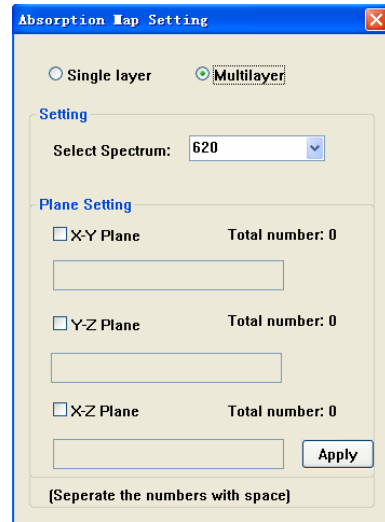 Absorption Map Setting
Single layer Multilayer
Setting
Select Spectrum: 620
Plane Setting
X-Y Plane Total number: 0
Y-Z Plane Total number: 0
X-Z Plane Total number: 0
Apply
(Seperate the numbers with space)